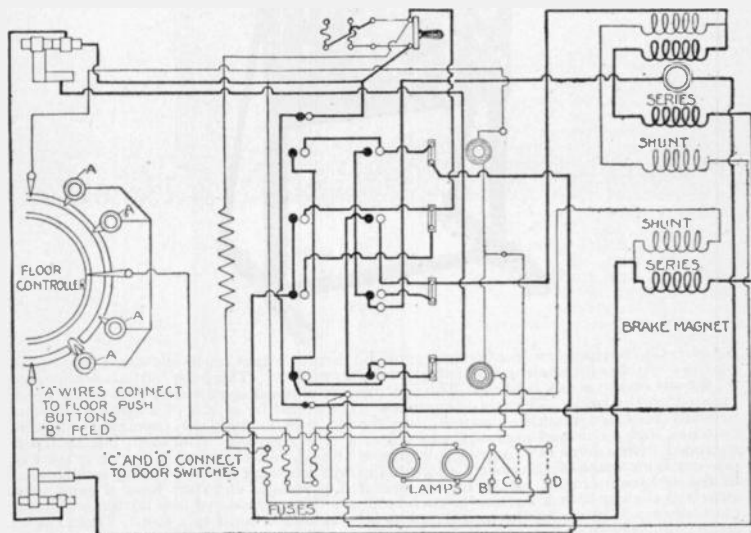 SERIES
SHUNT
SHUNT
SERIES
BRAKE MAGNET
A
A
FLOOR
CONTROLLER
A
A
"A" WIRES CONNECT
TO FLOOR PUSH
BUTTONS
"B" FEED
"C" AND "D" CONNECT
TO DOOR SWITCHES
FUSES
LAMPS
B
C
D